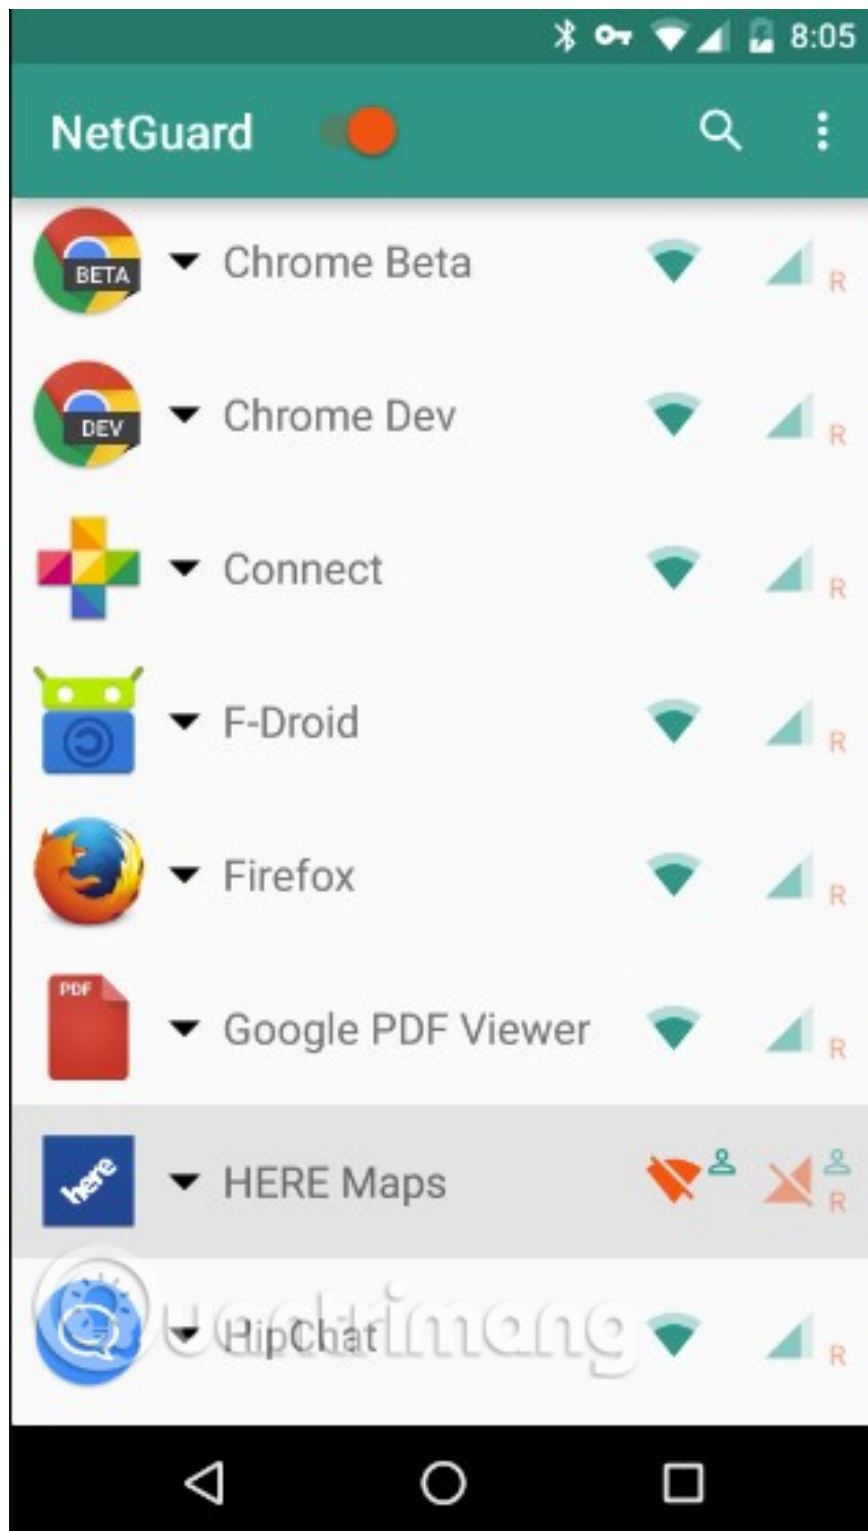 8:05
NetGuard
BETA
Chrome Beta
R
DEV
Chrome Dev
R
Connect
R
F-Droid
R
Firefox
R
PDF
Google PDF Viewer
R
here
HERE Maps
R
HipChat
R
Quantrimang